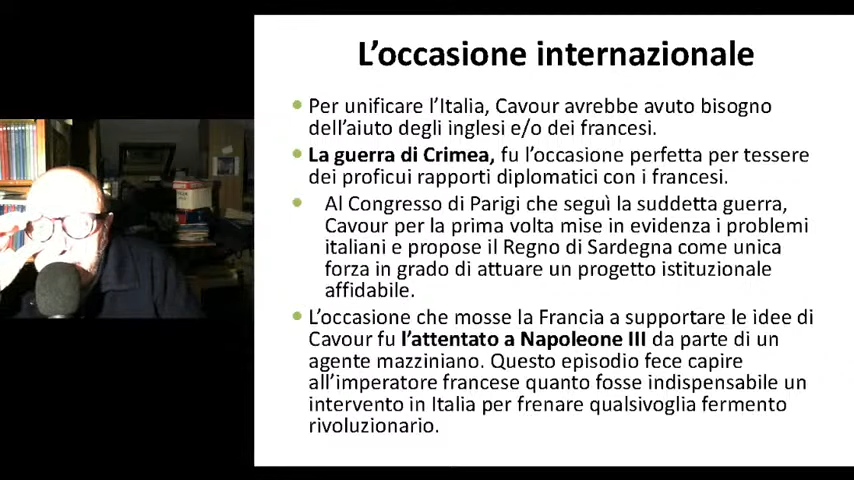 L'occasione internazionale
Per unificare l'Italia, Cavour avrebbe avuto bisogno
dell'aiuto degli inglesi e/o dei francesi.
La guerra di Crimea, fu l'occasione perfetta per tessere
dei proficui rapporti diplomatici con i francesi.
Al Congresso di Parigi che seguì la suddetta guerra,
Cavour per la prima volta mise in evidenza i problemi
italiani e propose il Regno di Sardegna come unica
forza in grado di attuare un progetto istituzionale
affidabile.
L'occasione che mosse la Francia a supportare le idee di
Cavour fu l'attentato a Napoleone III da parte di un
agente mazziniano. Questo episodio fece capire
all'imperatore francese quanto fosse indispensabile un
intervento in Italia per frenare qualsivoglia fermento
rivoluzionario.